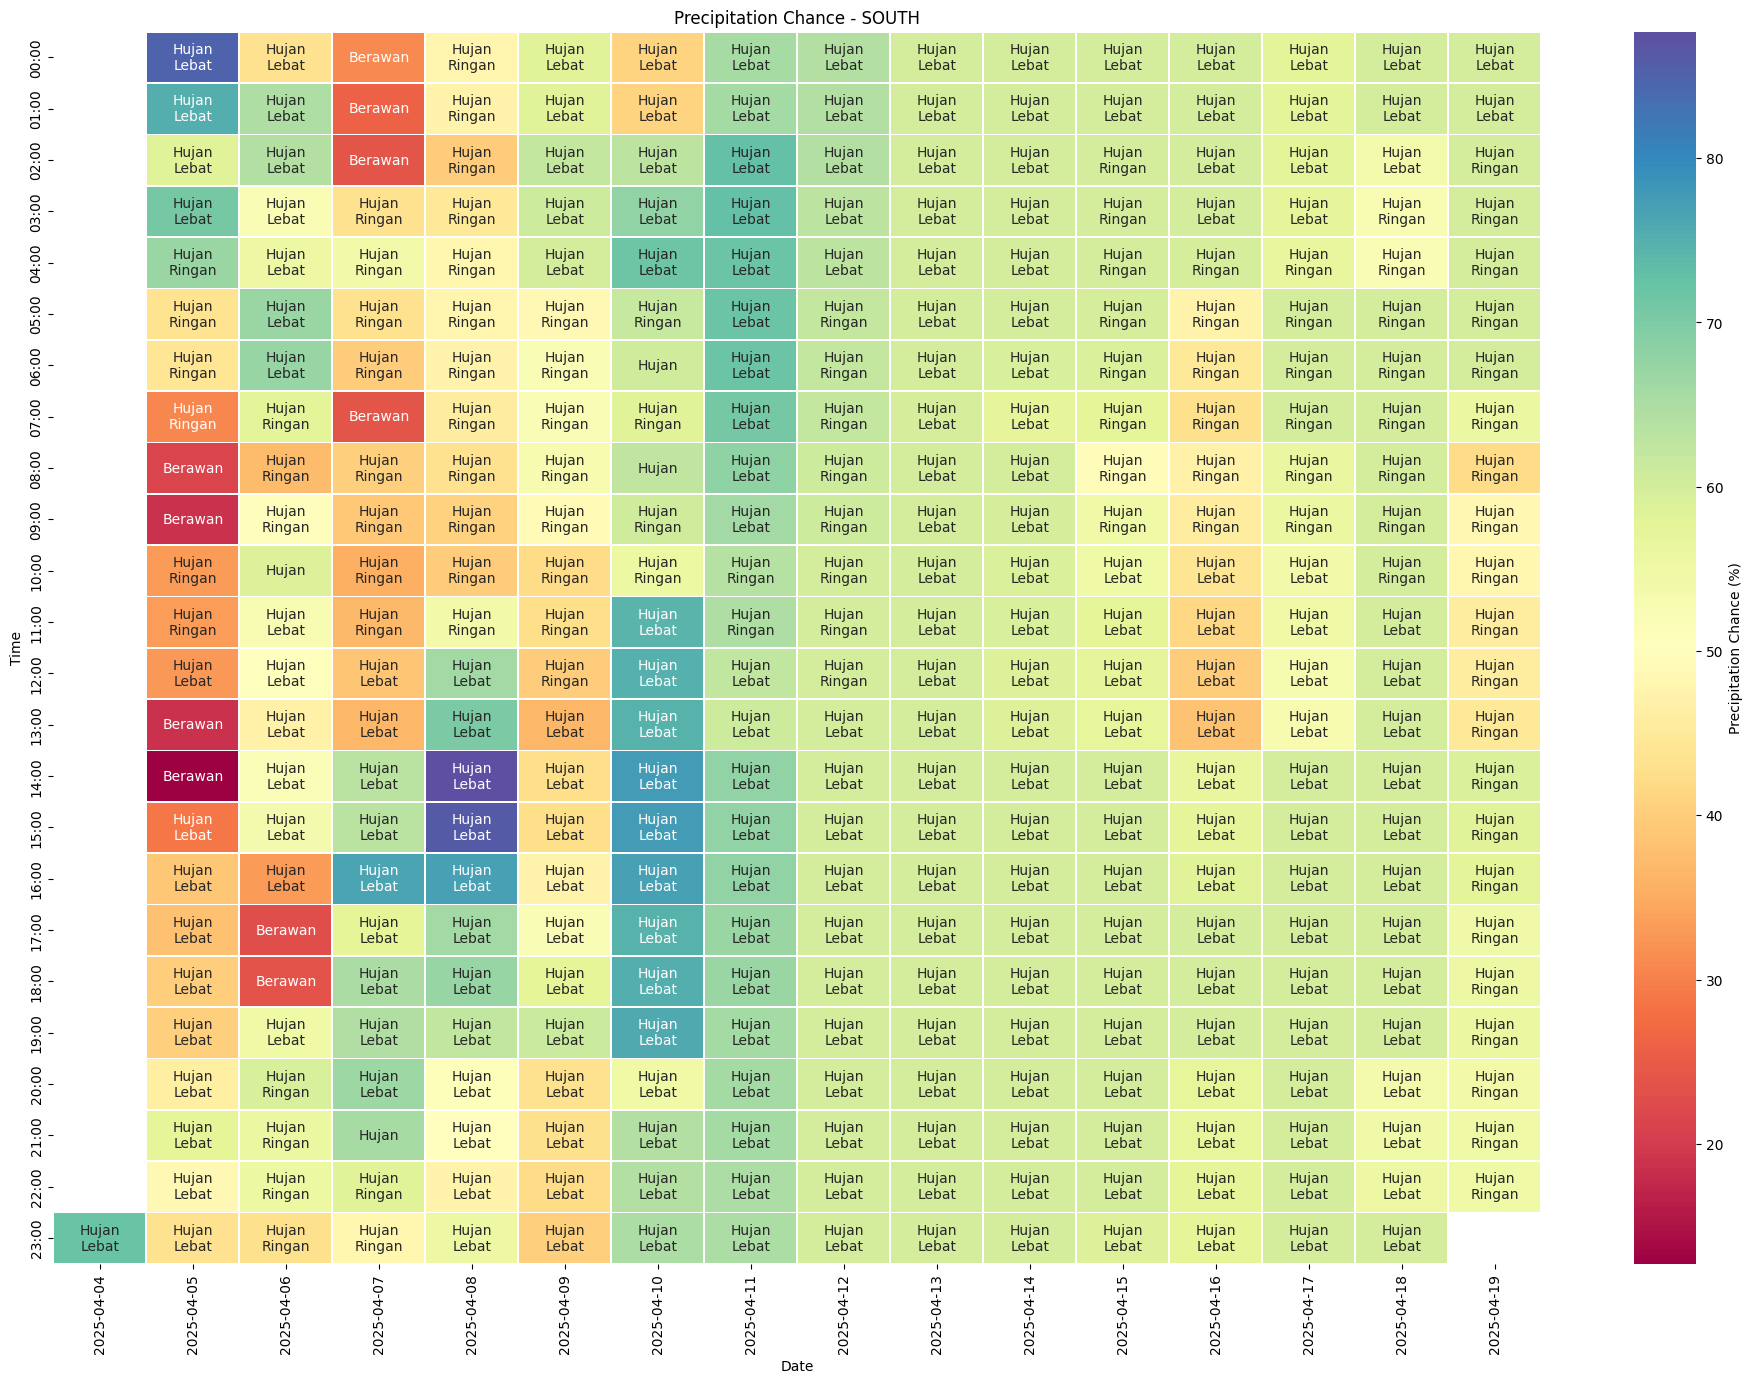 Precipitation Chance - SOUTH
Hujan Hujan Hujan Hujan Hujan Hujan Hujan Hujan Hujan Hujan Hujan Hujan Hujan Hujan
00:00 Berawan
Lebat Lebat Ringan Lebat Lebat Lebat Lebat Lebat Lebat Lebat Lebat Lebat Lebat Lebat
Hujan Hujan Hujan Hujan Hujan Hujan Hujan Hujan Hujan Hujan Hujan Hujan Hujan Hujan
01:00 Berawan
Lebat Lebat Ringan Lebat Lebat Lebat Lebat Lebat Lebat Lebat Lebat Lebat Lebat Lebat
Hujan Hujan Hujan Hujan Hujan Hujan Hujan Hujan Hujan Hujan Hujan Hujan Hujan Hujan
02:00 Berawan
Lebat Lebat Ringan Lebat Lebat Lebat Lebat Lebat Lebat Ringan Lebat Lebat Lebat Ringan
Hujan Hujan Hujan Hujan Hujan Hujan Hujan Hujan Hujan Hujan Hujan Hujan Hujan Hujan Hujan
03:00
Lebat Lebat Ringan Ringan Lebat Lebat Lebat Lebat Lebat Lebat Ringan Lebat Lebat Ringan Ringan
Hujan Hujan Hujan Hujan Hujan Hujan Hujan Hujan Hujan Hujan Hujan Hujan Hujan Hujan Hujan
04:00
Ringan Lebat Ringan Ringan Lebat Lebat Lebat Lebat Lebat Lebat Ringan Ringan Ringan Ringan Ringan
Hujan Hujan Hujan Hujan Hujan Hujan Hujan Hujan Hujan Hujan Hujan Hujan Hujan Hujan Hujan
05:00
Ringan Lebat Ringan Ringan Ringan Ringan Lebat Ringan Lebat Lebat Ringan Ringan Ringan Ringan Ringan
Hujan Hujan Hujan Hujan Hujan Hujan Hujan Hujan Hujan Hujan Hujan Hujan Hujan Hujan
06:00 Hujan
Ringan Lebat Ringan Ringan Ringan Lebat Ringan Lebat Lebat Ringan Ringan Ringan Ringan Ringan
Hujan Hujan Hujan Hujan Hujan Hujan Hujan Hujan Hujan Hujan Hujan Hujan Hujan Hujan
07:00 Berawan
Ringan Ringan Ringan Ringan Ringan Lebat Ringan Lebat Lebat Ringan Ringan Ringan Ringan Ringan
Hujan Hujan Hujan Hujan Hujan Hujan Hujan Hujan Hujan Hujan Hujan Hujan Hujan
08:00 Berawan Hujan
Ringan Ringan Ringan Ringan Lebat Ringan Lebat Lebat Ringan Ringan Ringan Ringan Ringan
Hujan Hujan Hujan Hujan Hujan Hujan Hujan Hujan Hujan Hujan Hujan Hujan Hujan Hujan
09:00 Berawan
Ringan Ringan Ringan Ringan Ringan Lebat Ringan Lebat Lebat Ringan Ringan Ringan Ringan Ringan
Hujan Hujan Hujan Hujan Hujan Hujan Hujan Hujan Hujan Hujan Hujan Hujan Hujan Hujan
10:00 Hujan
Ringan Ringan Ringan Ringan Ringan Ringan Ringan Lebat Lebat Lebat Lebat Lebat Ringan Ringan
Hujan Hujan Hujan Hujan Hujan Hujan Hujan Hujan Hujan Hujan Hujan Hujan Hujan Hujan Hujan
11:00
Ringan Lebat Ringan Ringan Ringan Lebat Ringan Ringan Lebat Lebat Lebat Lebat Lebat Lebat Ringan
Hujan Hujan Hujan Hujan Hujan Hujan Hujan Hujan Hujan Hujan Hujan Hujan Hujan Hujan Hujan
12:00
Lebat Lebat Lebat Lebat Ringan Lebat Lebat Ringan Lebat Lebat Lebat Lebat Lebat Lebat Ringan
Hujan Hujan Hujan Hujan Hujan Hujan Hujan Hujan Hujan Hujan Hujan Hujan Hujan Hujan
13:00 Berawan
Lebat Lebat Lebat Lebat Lebat Lebat Lebat Lebat Lebat Lebat Lebat Lebat Lebat Ringan
Hujan Hujan Hujan Hujan Hujan Hujan Hujan Hujan Hujan Hujan Hujan Hujan Hujan Hujan
14:00 Berawan
Lebat Lebat Lebat Lebat Lebat Lebat Lebat Lebat Lebat Lebat Lebat Lebat Lebat Ringan
Hujan Hujan Hujan Hujan Hujan Hujan Hujan Hujan Hujan Hujan Hujan Hujan Hujan Hujan Hujan
15:00
Lebat Lebat Lebat Lebat Lebat Lebat Lebat Lebat Lebat Lebat Lebat Lebat Lebat Lebat Ringan
Hujan Hujan Hujan Hujan Hujan Hujan Hujan Hujan Hujan Hujan Hujan Hujan Hujan Hujan Hujan
16:00
Lebat Lebat Lebat Lebat Lebat Lebat Lebat Lebat Lebat Lebat Lebat Lebat Lebat Lebat Ringan
Hujan Hujan Hujan Hujan Hujan Hujan Hujan Hujan Hujan Hujan Hujan Hujan Hujan Hujan
17:00 Berawan
Lebat Lebat Lebat Lebat Lebat Lebat Lebat Lebat Lebat Lebat Lebat Lebat Lebat Ringan
Hujan Hujan Hujan Hujan Hujan Hujan Hujan Hujan Hujan Hujan Hujan Hujan Hujan Hujan
18:00 Berawan
Lebat Lebat Lebat Lebat Lebat Lebat Lebat Lebat Lebat Lebat Lebat Lebat Lebat Ringan
Hujan Hujan Hujan Hujan Hujan Hujan Hujan Hujan Hujan Hujan Hujan Hujan Hujan Hujan Hujan
19:00
Lebat Lebat Lebat Lebat Lebat Lebat Lebat Lebat Lebat Lebat Lebat Lebat Lebat Lebat Ringan
Hujan Hujan Hujan Hujan Hujan Hujan Hujan Hujan Hujan Hujan Hujan Hujan Hujan Hujan Hujan
20:00
Lebat Ringan Lebat Lebat Lebat Lebat Lebat Lebat Lebat Lebat Lebat Lebat Lebat Lebat Ringan
Hujan Hujan Hujan Hujan Hujan Hujan Hujan Hujan Hujan Hujan Hujan Hujan Hujan Hujan
21:00 Hujan
Lebat Ringan Lebat Lebat Lebat Lebat Lebat Lebat Lebat Lebat Lebat Lebat Lebat Ringan
Hujan Hujan Hujan Hujan Hujan Hujan Hujan Hujan Hujan Hujan Hujan Hujan Hujan Hujan Hujan
22:00
Lebat Ringan Ringan Lebat Lebat Lebat Lebat Lebat Lebat Lebat Lebat Lebat Lebat Lebat Ringan
Hujan Hujan Hujan Hujan Hujan Hujan Hujan Hujan Hujan Hujan Hujan Hujan Hujan Hujan Hujan
23:00
Lebat Lebat Ringan Ringan Lebat Lebat Lebat Lebat Lebat Lebat Lebat Lebat Lebat Lebat Lebat
Time
2025-04-04
2025-04-05
2025-04-06
2025-04-07
2025-04-08
2025-04-09
2025-04-10
2025-04-11
2025-04-12
2025-04-13
2025-04-14
2025-04-15
2025-04-16
2025-04-17
2025-04-18
2025-04-19
Date
80
70
60
50
40
30
20
Precipitation Chance (%)